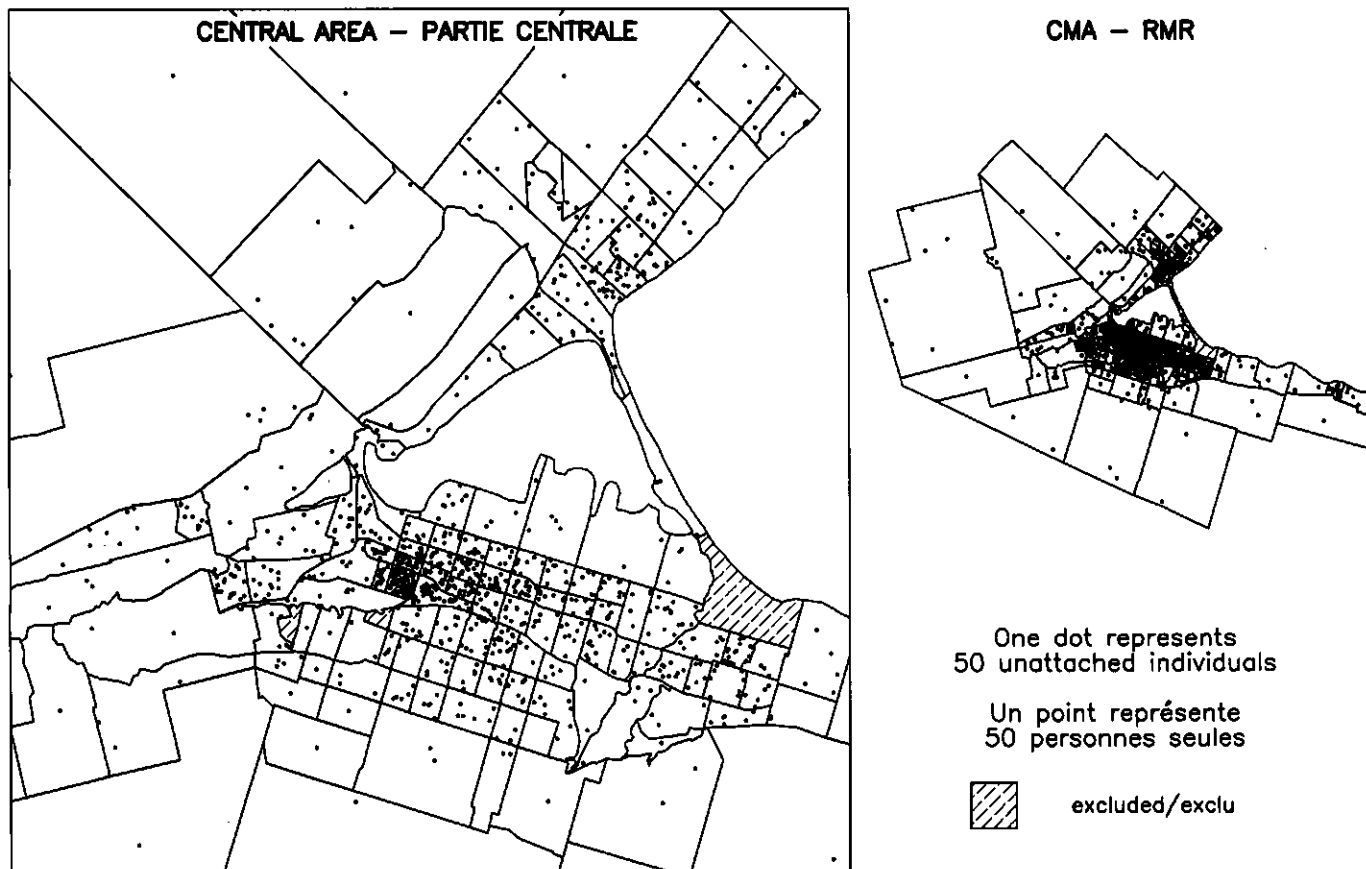 CENTRAL AREA – PARTIE CENTRALE
CMA – RMR
One dot represents
50 unattached individuals
Un point représente
50 personnes seules
excluded/exclu